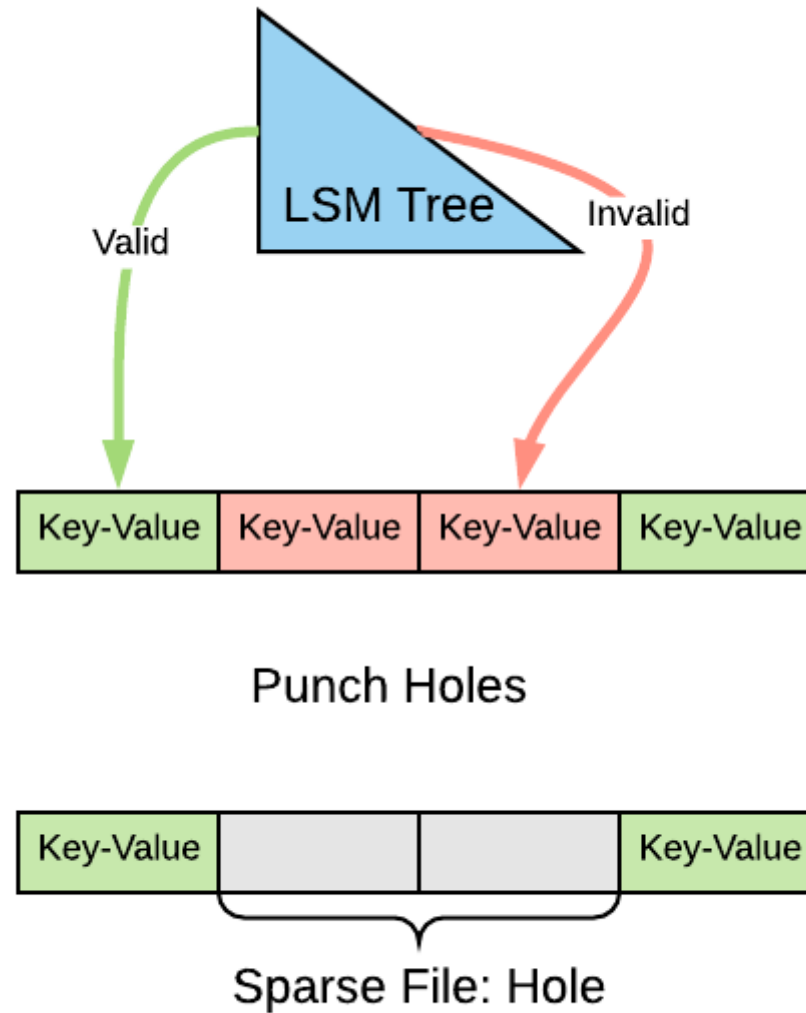 LSM Tree
Valid
Invalid
Key-Value Key-Value Key-Value Key-Value
Punch Holes
Key-Value Key-Value
Sparse File: Hole